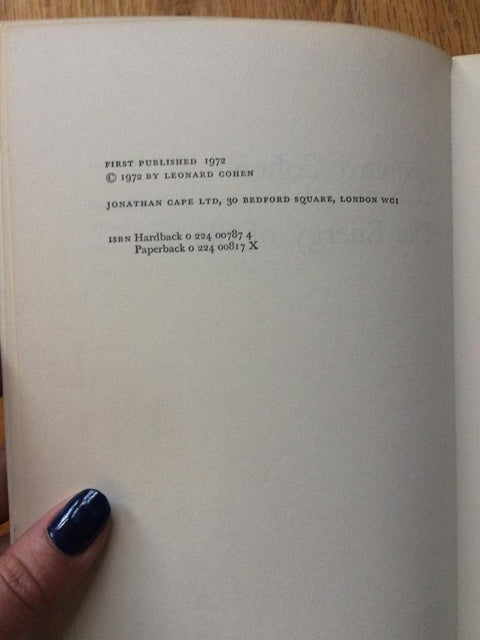 FIRST PUBLISHED 1972
© 1972 BY LEONARD COHEN
JONATHAN CAPE LTD, 30 BEDFORD SQUARE, LONDON WC1
ISBN Hardback 0 224 00787 4
Paperback 0 224 00817 X